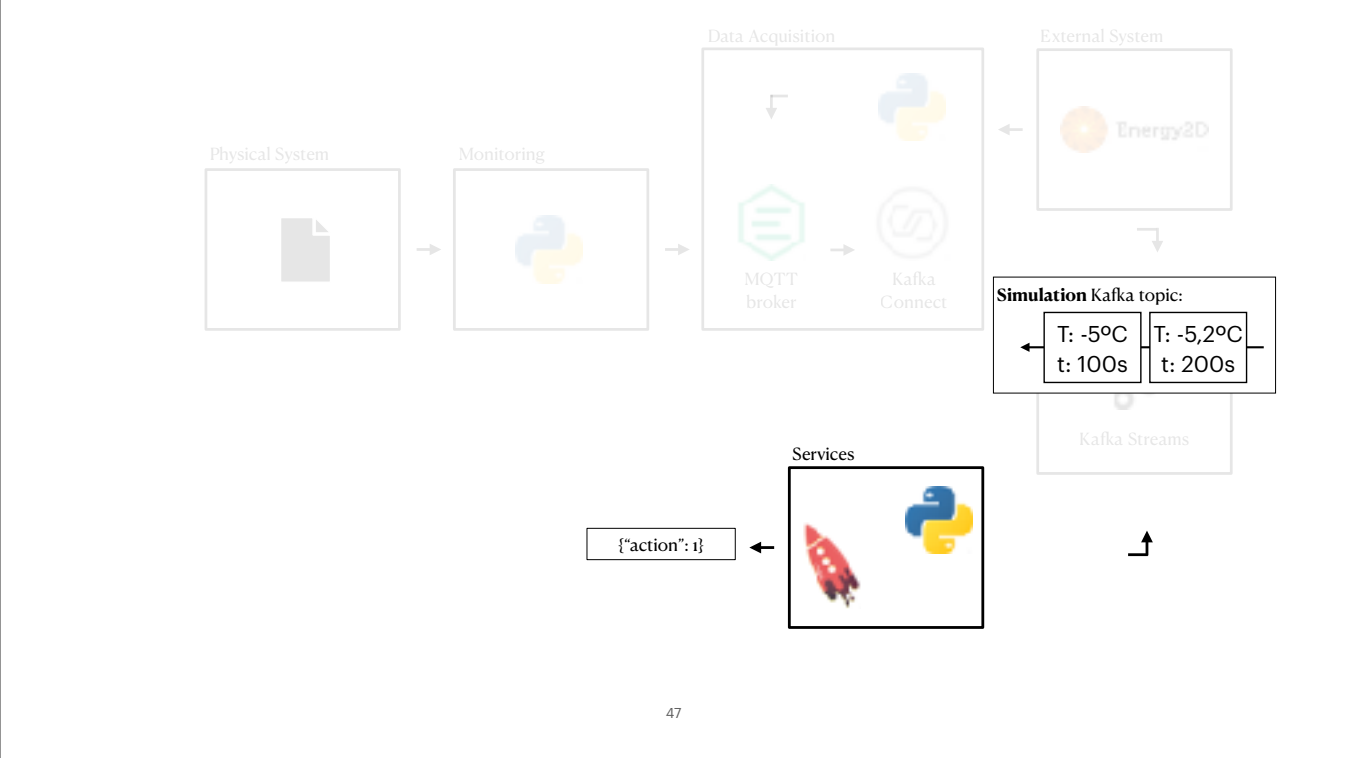 Data Acquisition
External System
Energy2D
Physical System
Monitoring
MQTT
broker
Kafka
Connect
Simulation Kafka topic:
T: -5ºC
t: 100s
T: -5,2ºC
t: 200s
Kafka Streams
Services
{“action”: 1}
47